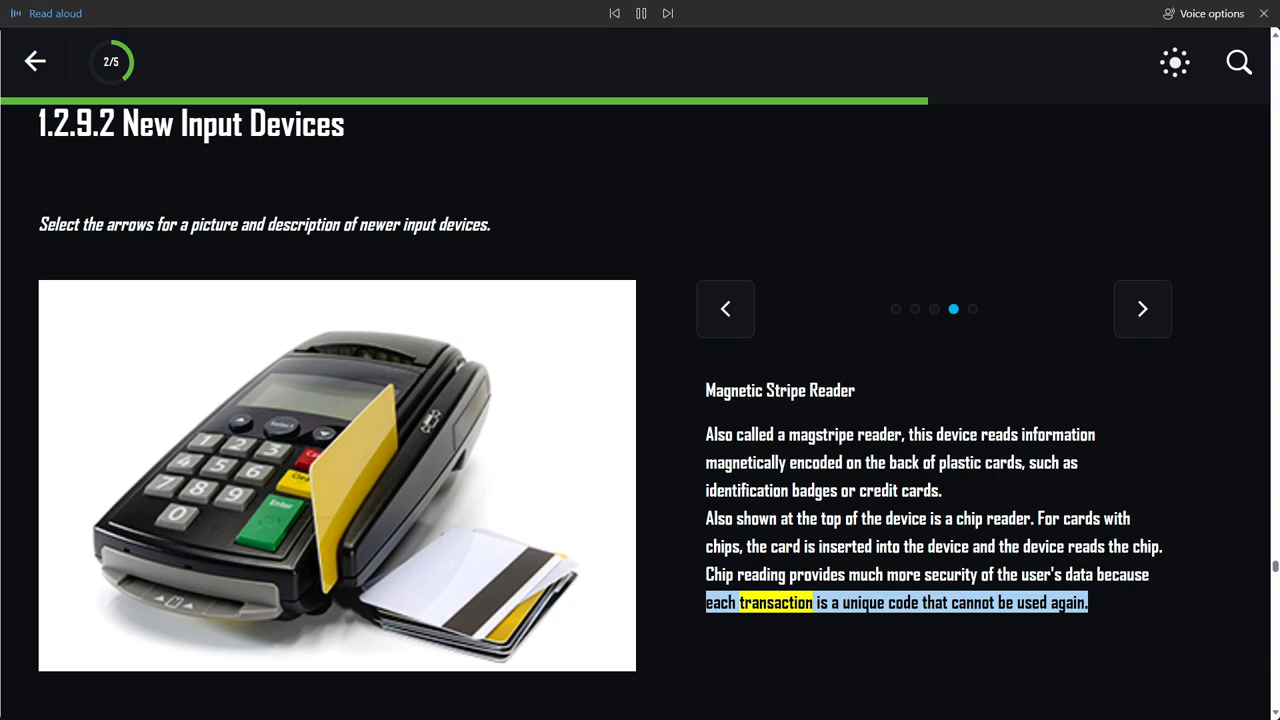 Read aloud
Voice options
2/5
1.2.9.2 New Input Devices
Select the arrows for a picture and description of newer input devices.
Select
1 2 3
4 5 6
7 8 9
0
Enter
Magnetic Stripe Reader
Also called a magstripe reader, this device reads information
magnetically encoded on the back of plastic cards, such as
identification badges or credit cards.
Also shown at the top of the device is a chip reader. For cards with
chips, the card is inserted into the device and the device reads the chip.
Chip reading provides much more security of the user's data because
each transaction is a unique code that cannot be used again.